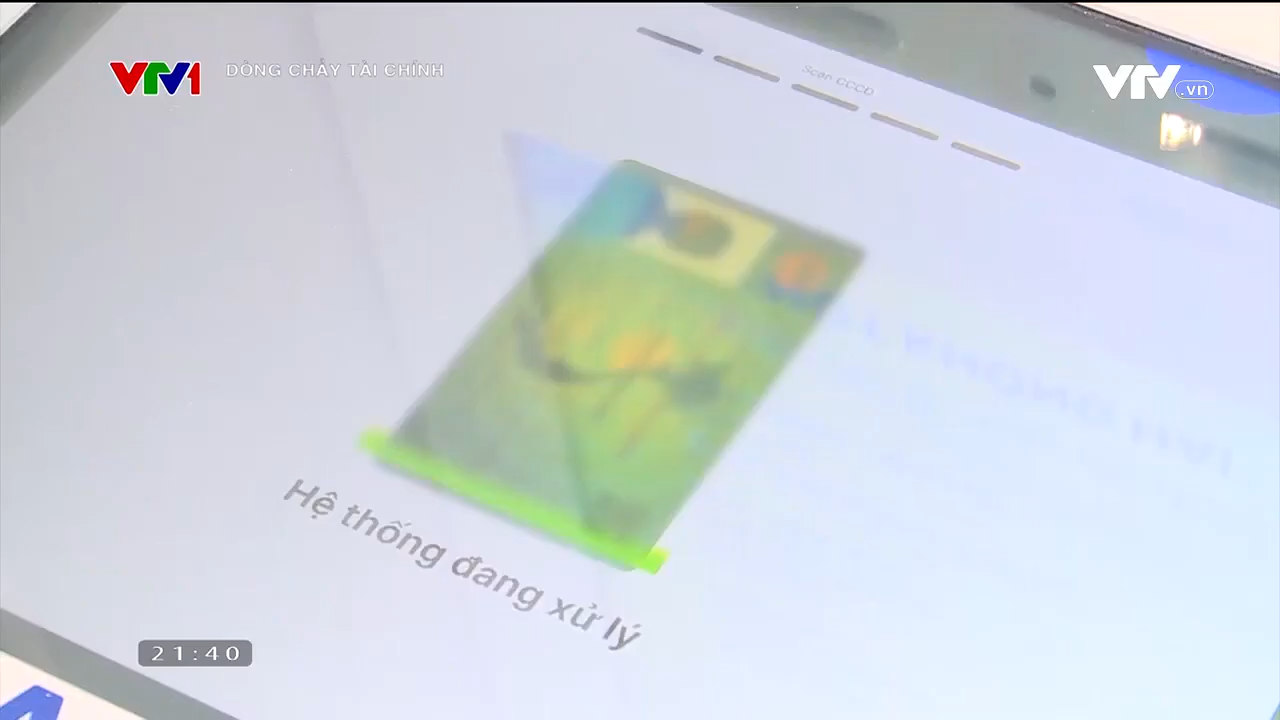 VTV1 DÒNG CHẢY TÀI CHÍNH
VTV.vn
Scan CCCD
Hệ thống đang xử lý
21:40